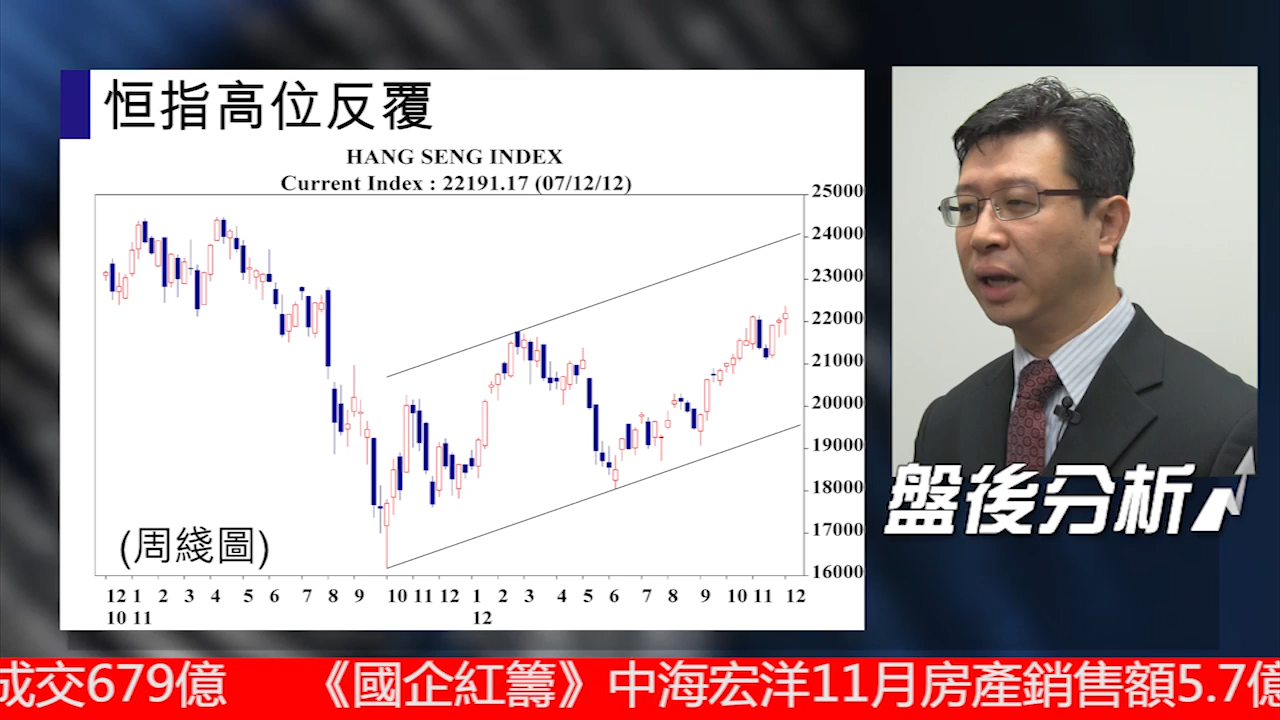 恒指高位反覆
HANG SENG INDEX
Current Index : 22191.17 (07/12/12)
25000
24000
23000
22000
21000
20000
19000
18000
17000
16000
(周綫圖)
12 1 2 3 4 5 6 7 8 9 10 11 12 1 2 3 4 5 6 7 8 9 10 11 12
10 11 12
盤後分析
成交679億 《國企紅籌》中海宏洋11月房產銷售額5.7億